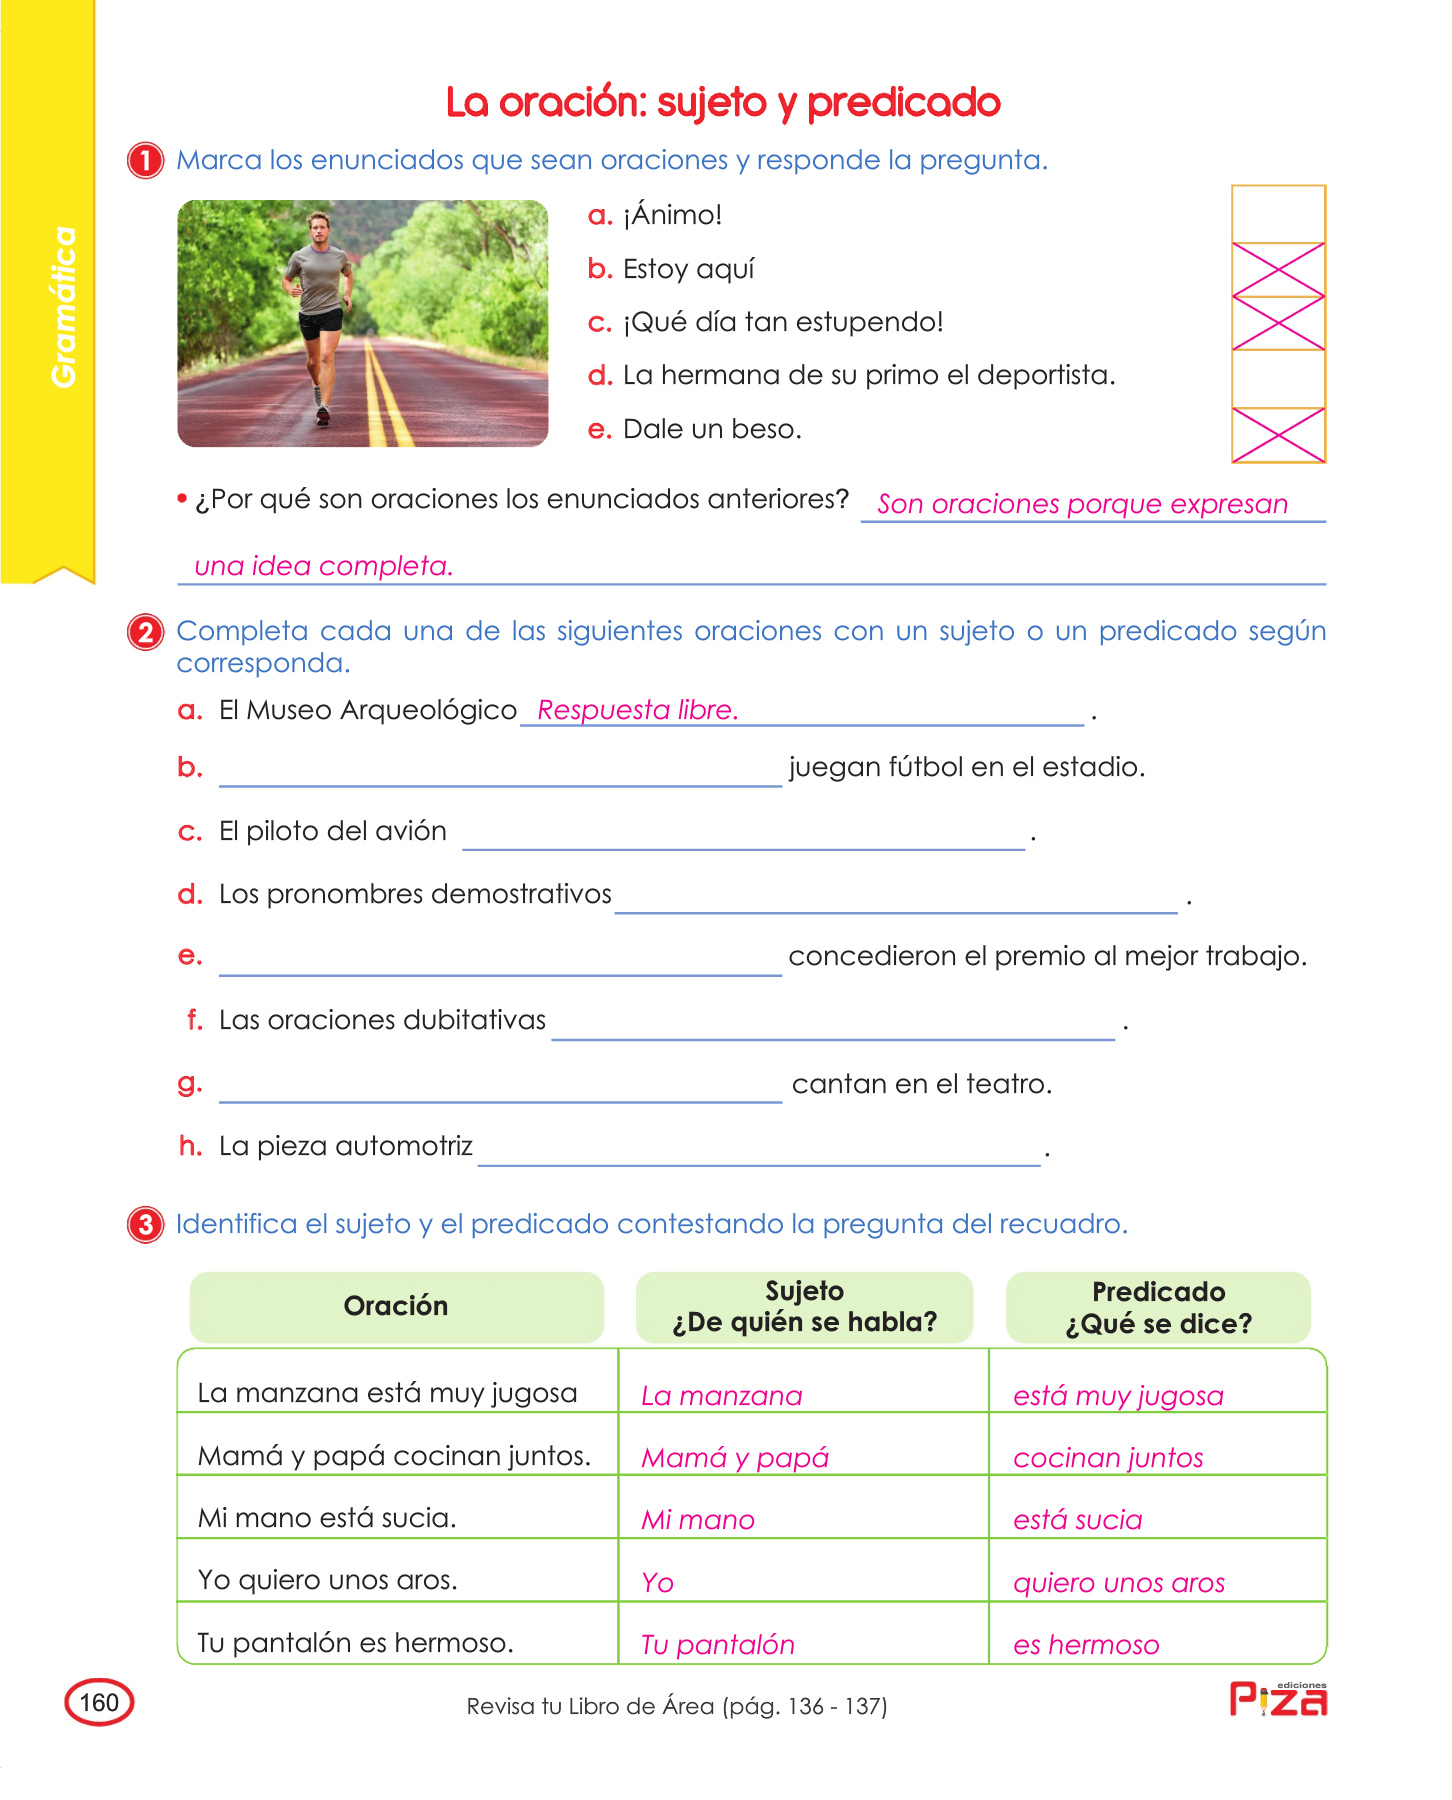 Gramática
La oración: sujeto y predicado
1 Marca los enunciados que sean oraciones y responde la pregunta.
a. ¡Ánimo!
b. Estoy aquí
c. ¡Qué día tan estupendo!
d. La hermana de su primo el deportista.
e. Dale un beso.
• ¿Por qué son oraciones los enunciados anteriores? Son oraciones porque expresan
una idea completa.
2 Completa cada una de las siguientes oraciones con un sujeto o un predicado según
corresponda.
a. El Museo Arqueológico Respuesta libre. .
b. juegan fútbol en el estadio.
c. El piloto del avión .
d. Los pronombres demostrativos .
e. concedieron el premio al mejor trabajo.
f. Las oraciones dubitativas .
g. cantan en el teatro.
h. La pieza automotriz .
3 Identifica el sujeto y el predicado contestando la pregunta del recuadro.
Oración
Sujeto
¿De quién se habla?
Predicado
¿Qué se dice?
La manzana está muy jugosa La manzana está muy jugosa
Mamá y papá cocinan juntos. Mamá y papá cocinan juntos
Mi mano está sucia. Mi mano está sucia
Yo quiero unos aros. Yo quiero unos aros
Tu pantalón es hermoso. Tu pantalón es hermoso
160
Revisa tu Libro de Área (pág. 136 - 137)
ediciones
Piza